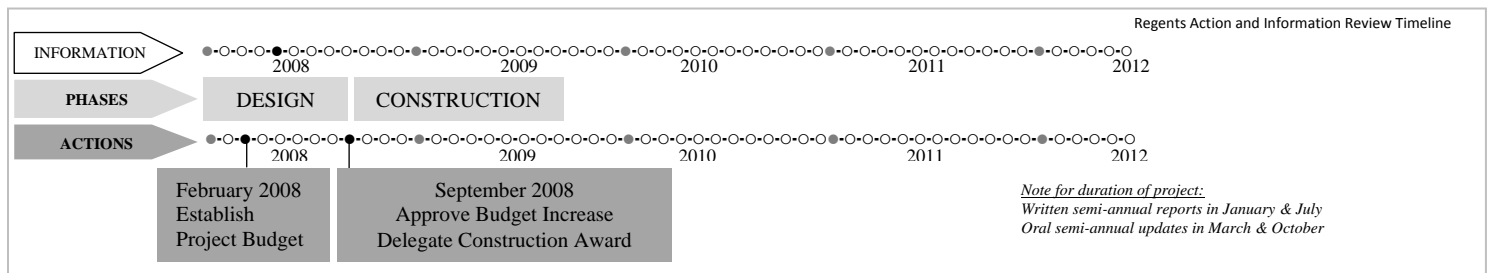 Regents Action and Information Review Timeline
INFORMATION
2008 2009 2010 2011 2012
PHASES DESIGN CONSTRUCTION
ACTIONS
2008 2009 2010 2011 2012
February 2008
Establish
Project Budget
September 2008
Approve Budget Increase
Delegate Construction Award
Note for duration of project:
Written semi-annual reports in January & July
Oral semi-annual updates in March & October